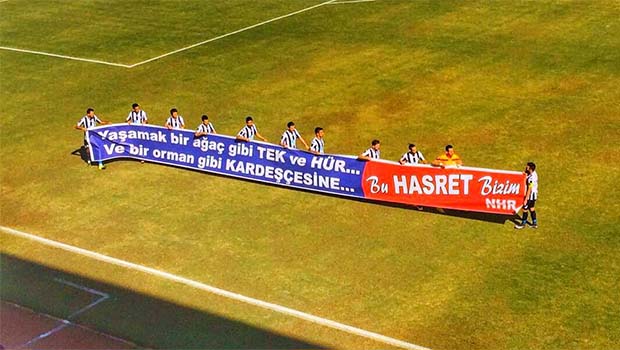 Yaşamak bir ağaç gibi TEK ve HÜR...
Ve bir orman gibi KARDEŞÇESİNE...
Bu HASRET Bizim
NHR